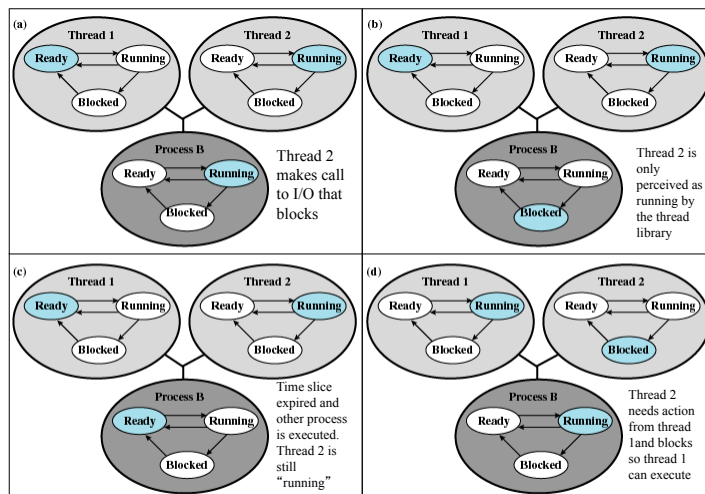 (a)
Thread 1
Ready
Running
Blocked
Thread 2
Ready
Running
Blocked
Process B
Ready
Running
Blocked
Thread 2
makes call
to I/O that
blocks
(b)
Thread 1
Ready
Running
Blocked
Thread 2
Ready
Running
Blocked
Process B
Ready
Running
Blocked
Thread 2 is
only
perceived as
running by
the thread
library
(c)
Thread 1
Ready
Running
Blocked
Thread 2
Ready
Running
Blocked
Process B
Ready
Running
Blocked
Time slice
expired and
other process
is executed.
Thread 2 is
still
“running”
(d)
Thread 1
Ready
Running
Blocked
Thread 2
Ready
Running
Blocked
Process B
Ready
Running
Blocked
Thread 2
needs action
from thread
1and blocks
so thread 1
can execute